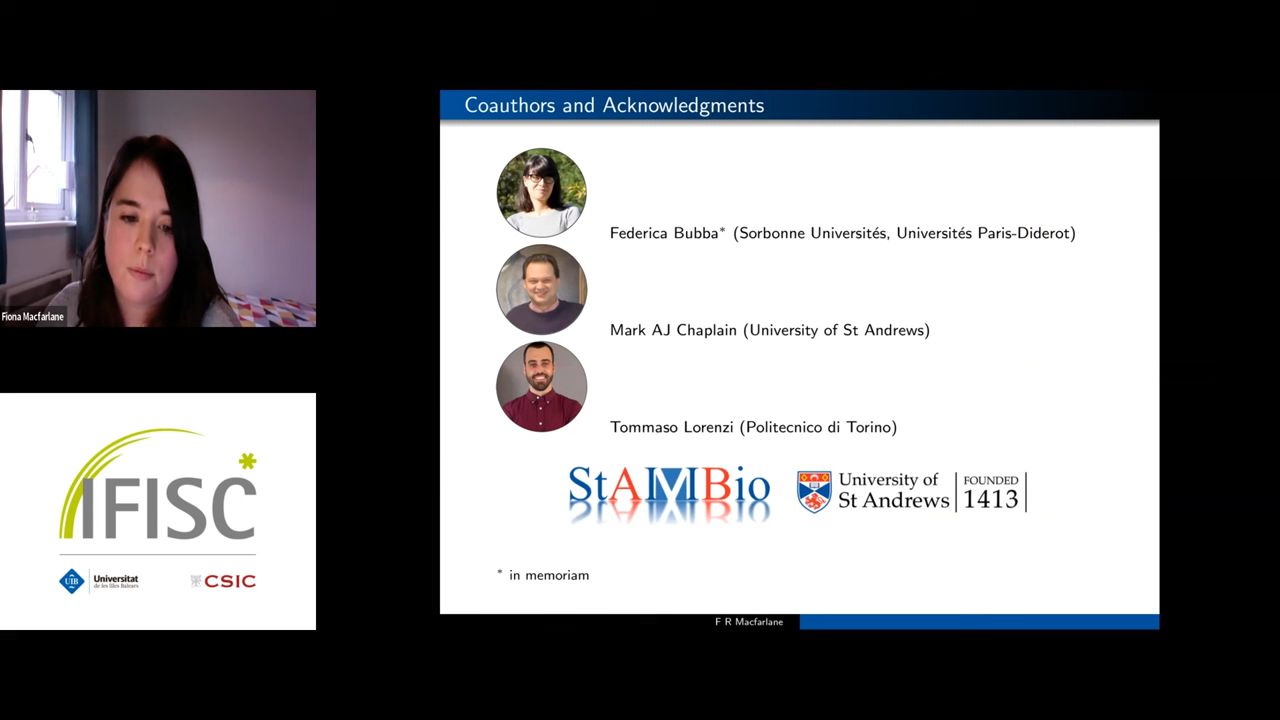 Coauthors and Acknowledgments
Federica Bubba* (Sorbonne Universités, Universités Paris-Diderot)
Mark AJ Chaplain (University of St Andrews)
Tommaso Lorenzi (Politecnico di Torino)
StAMBio
University of
St Andrews
FOUNDED
1413
* in memoriam
F R Macfarlane
Fiona Macfarlane
IFISC
UIB
Universitat
de les Illes Balears
CSIC